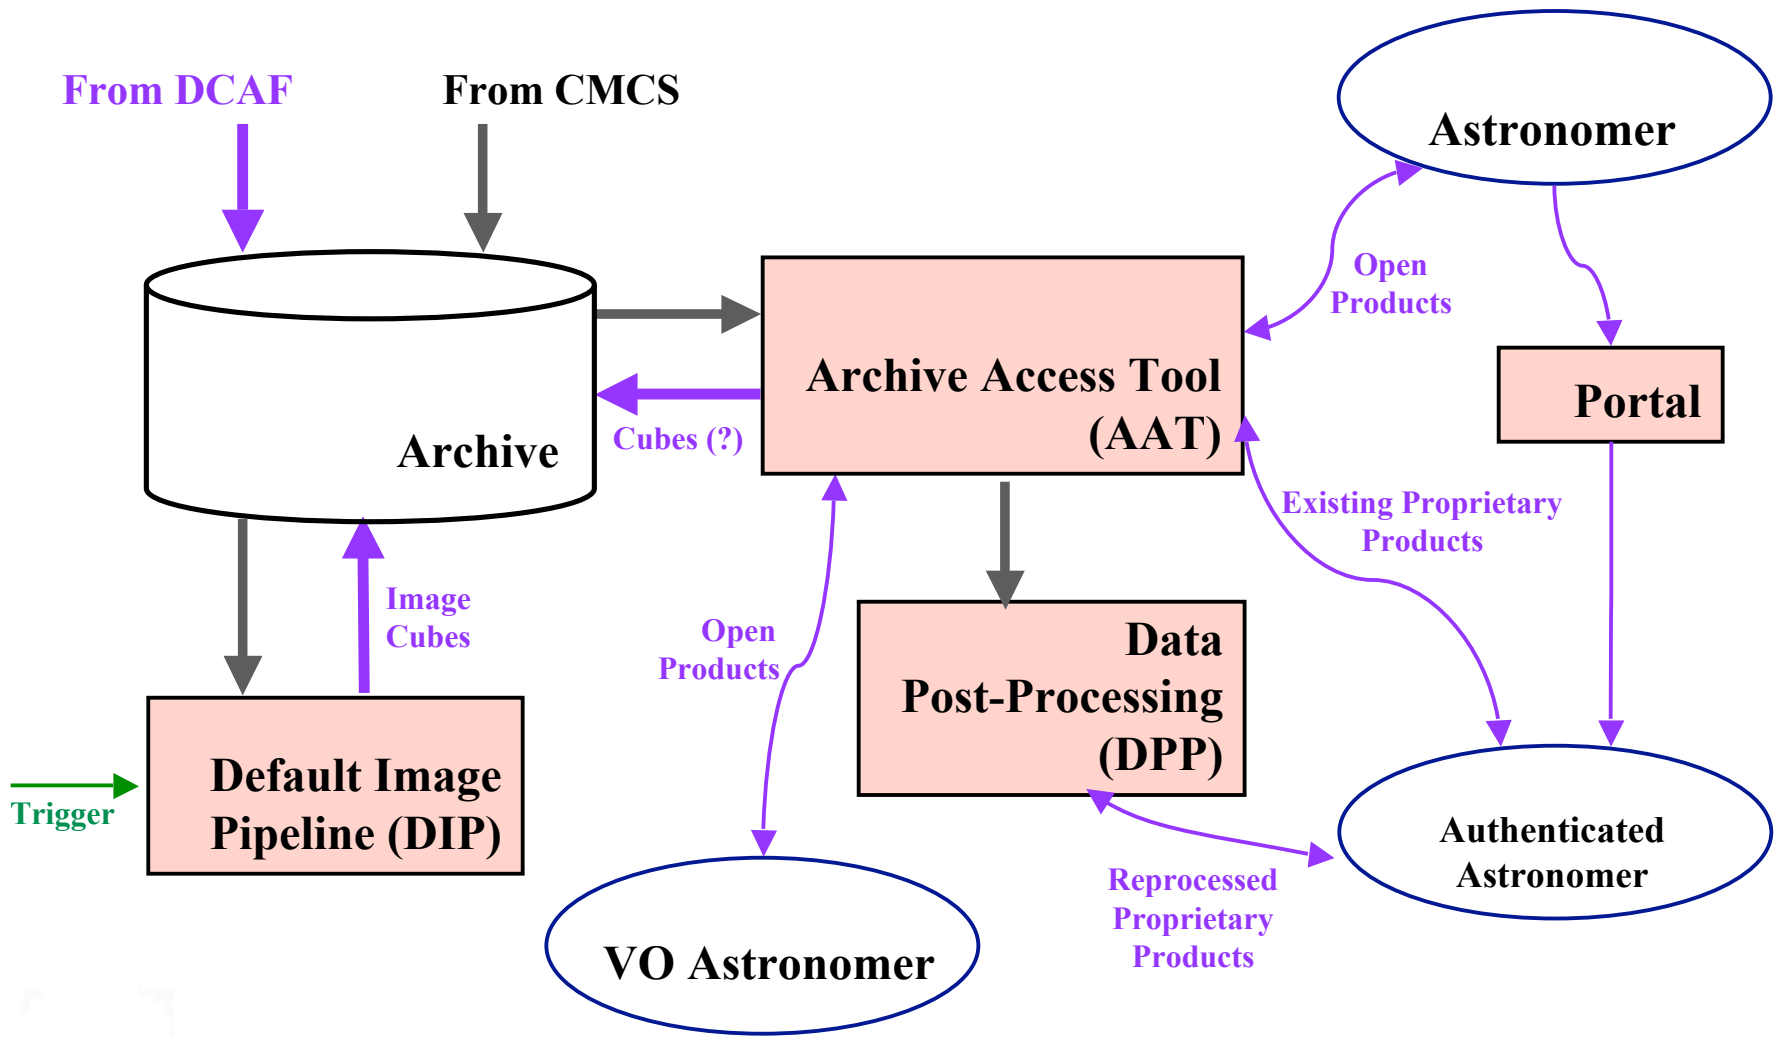 From DCAF
From CMCS
Astronomer
Open
Products
Archive Access Tool
(AAT)
Portal
Archive
Cubes (?)
Existing Proprietary
Products
Image
Cubes
Open
Products
Data
Post-Processing
(DPP)
Default Image
Pipeline (DIP)
Trigger
Authenticated
Astronomer
Reprocessed
Proprietary
Products
VO Astronomer